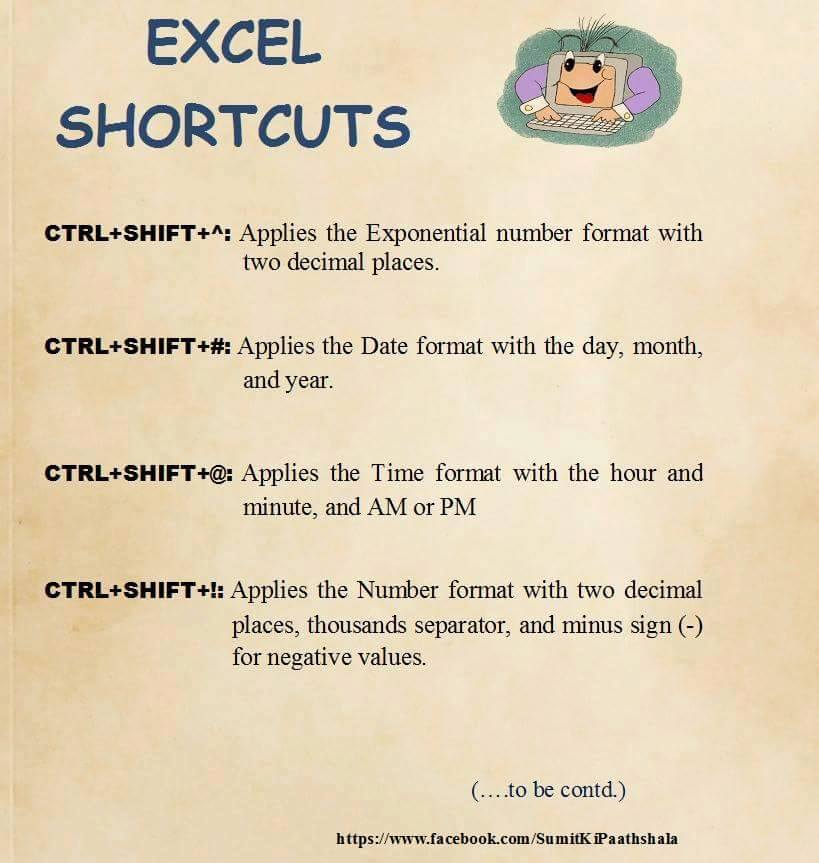 EXCEL
SHORTCUTS
CTRL+SHIFT+^: Applies the Exponential number format with
two decimal places.
CTRL+SHIFT+#: Applies the Date format with the day, month,
and year.
CTRL+SHIFT+@: Applies the Time format with the hour and
minute, and AM or PM
CTRL+SHIFT+!: Applies the Number format with two decimal
places, thousands separator, and minus sign (-)
for negative values.
(....to be contd.)
https://www.facebook.com/SumitKiPaathshala